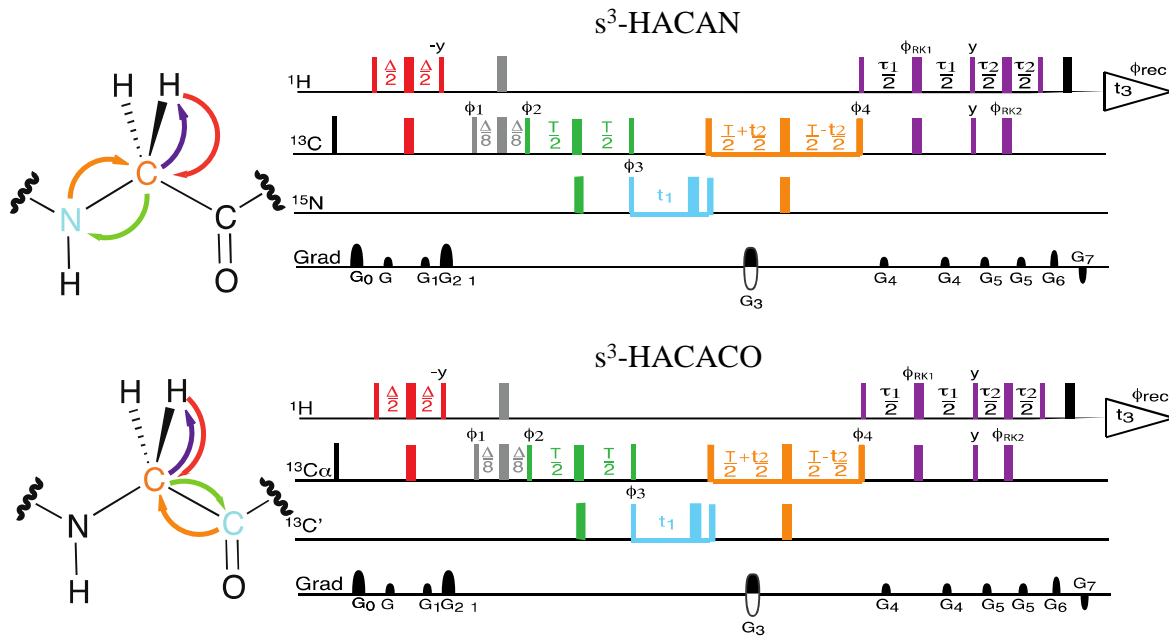 s³-HACAN
-y ϕRK1 y ϕrec
H H ¹H Δ/2 Δ/2 τ1/2 τ1/2 τ2/2 τ2/2 t3
ϕ1 ϕ2 ϕ4 y ϕRK2
C ¹³C Δ/8 Δ/8 T/2 T/2 T/2+t2/2 T/2-t2/2
ϕ3
N C ¹⁵N t1
H O Grad
G0 G G1 G2 1 G3 G4 G4 G5 G5 G6 G7
s³-HACACO
-y ϕRK1 y ϕrec
H H ¹H Δ/2 Δ/2 τ1/2 τ1/2 τ2/2 τ2/2 t3
ϕ1 ϕ2 ϕ4 y ϕRK2
C ¹³Cα Δ/8 Δ/8 T/2 T/2 T/2+t2/2 T/2-t2/2
ϕ3
N C ¹³C' t1
H O Grad
G0 G G1 G2 1 G3 G4 G4 G5 G5 G6 G7